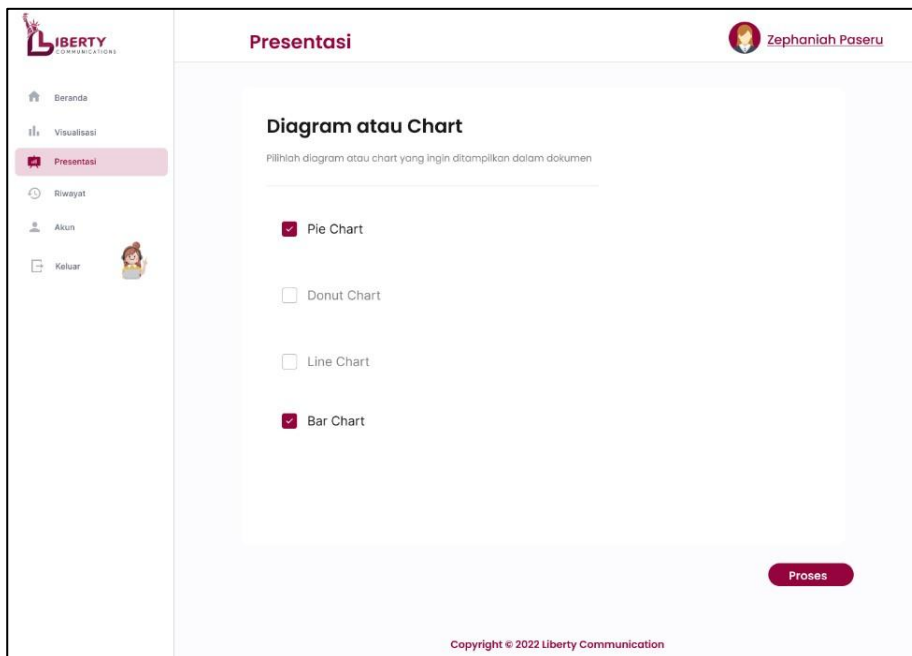 LIBERTY
COMMUNICATIONS
Presentasi
Zephaniah Paseru
Beranda
Visualisasi
Presentasi
Riwayat
Akun
Keluar
Diagram atau Chart
Pilihlah diagram atau chart yang ingin ditampilkan dalam dokumen
Pie Chart
Donut Chart
Line Chart
Bar Chart
Proses
Copyright © 2022 Liberty Communication